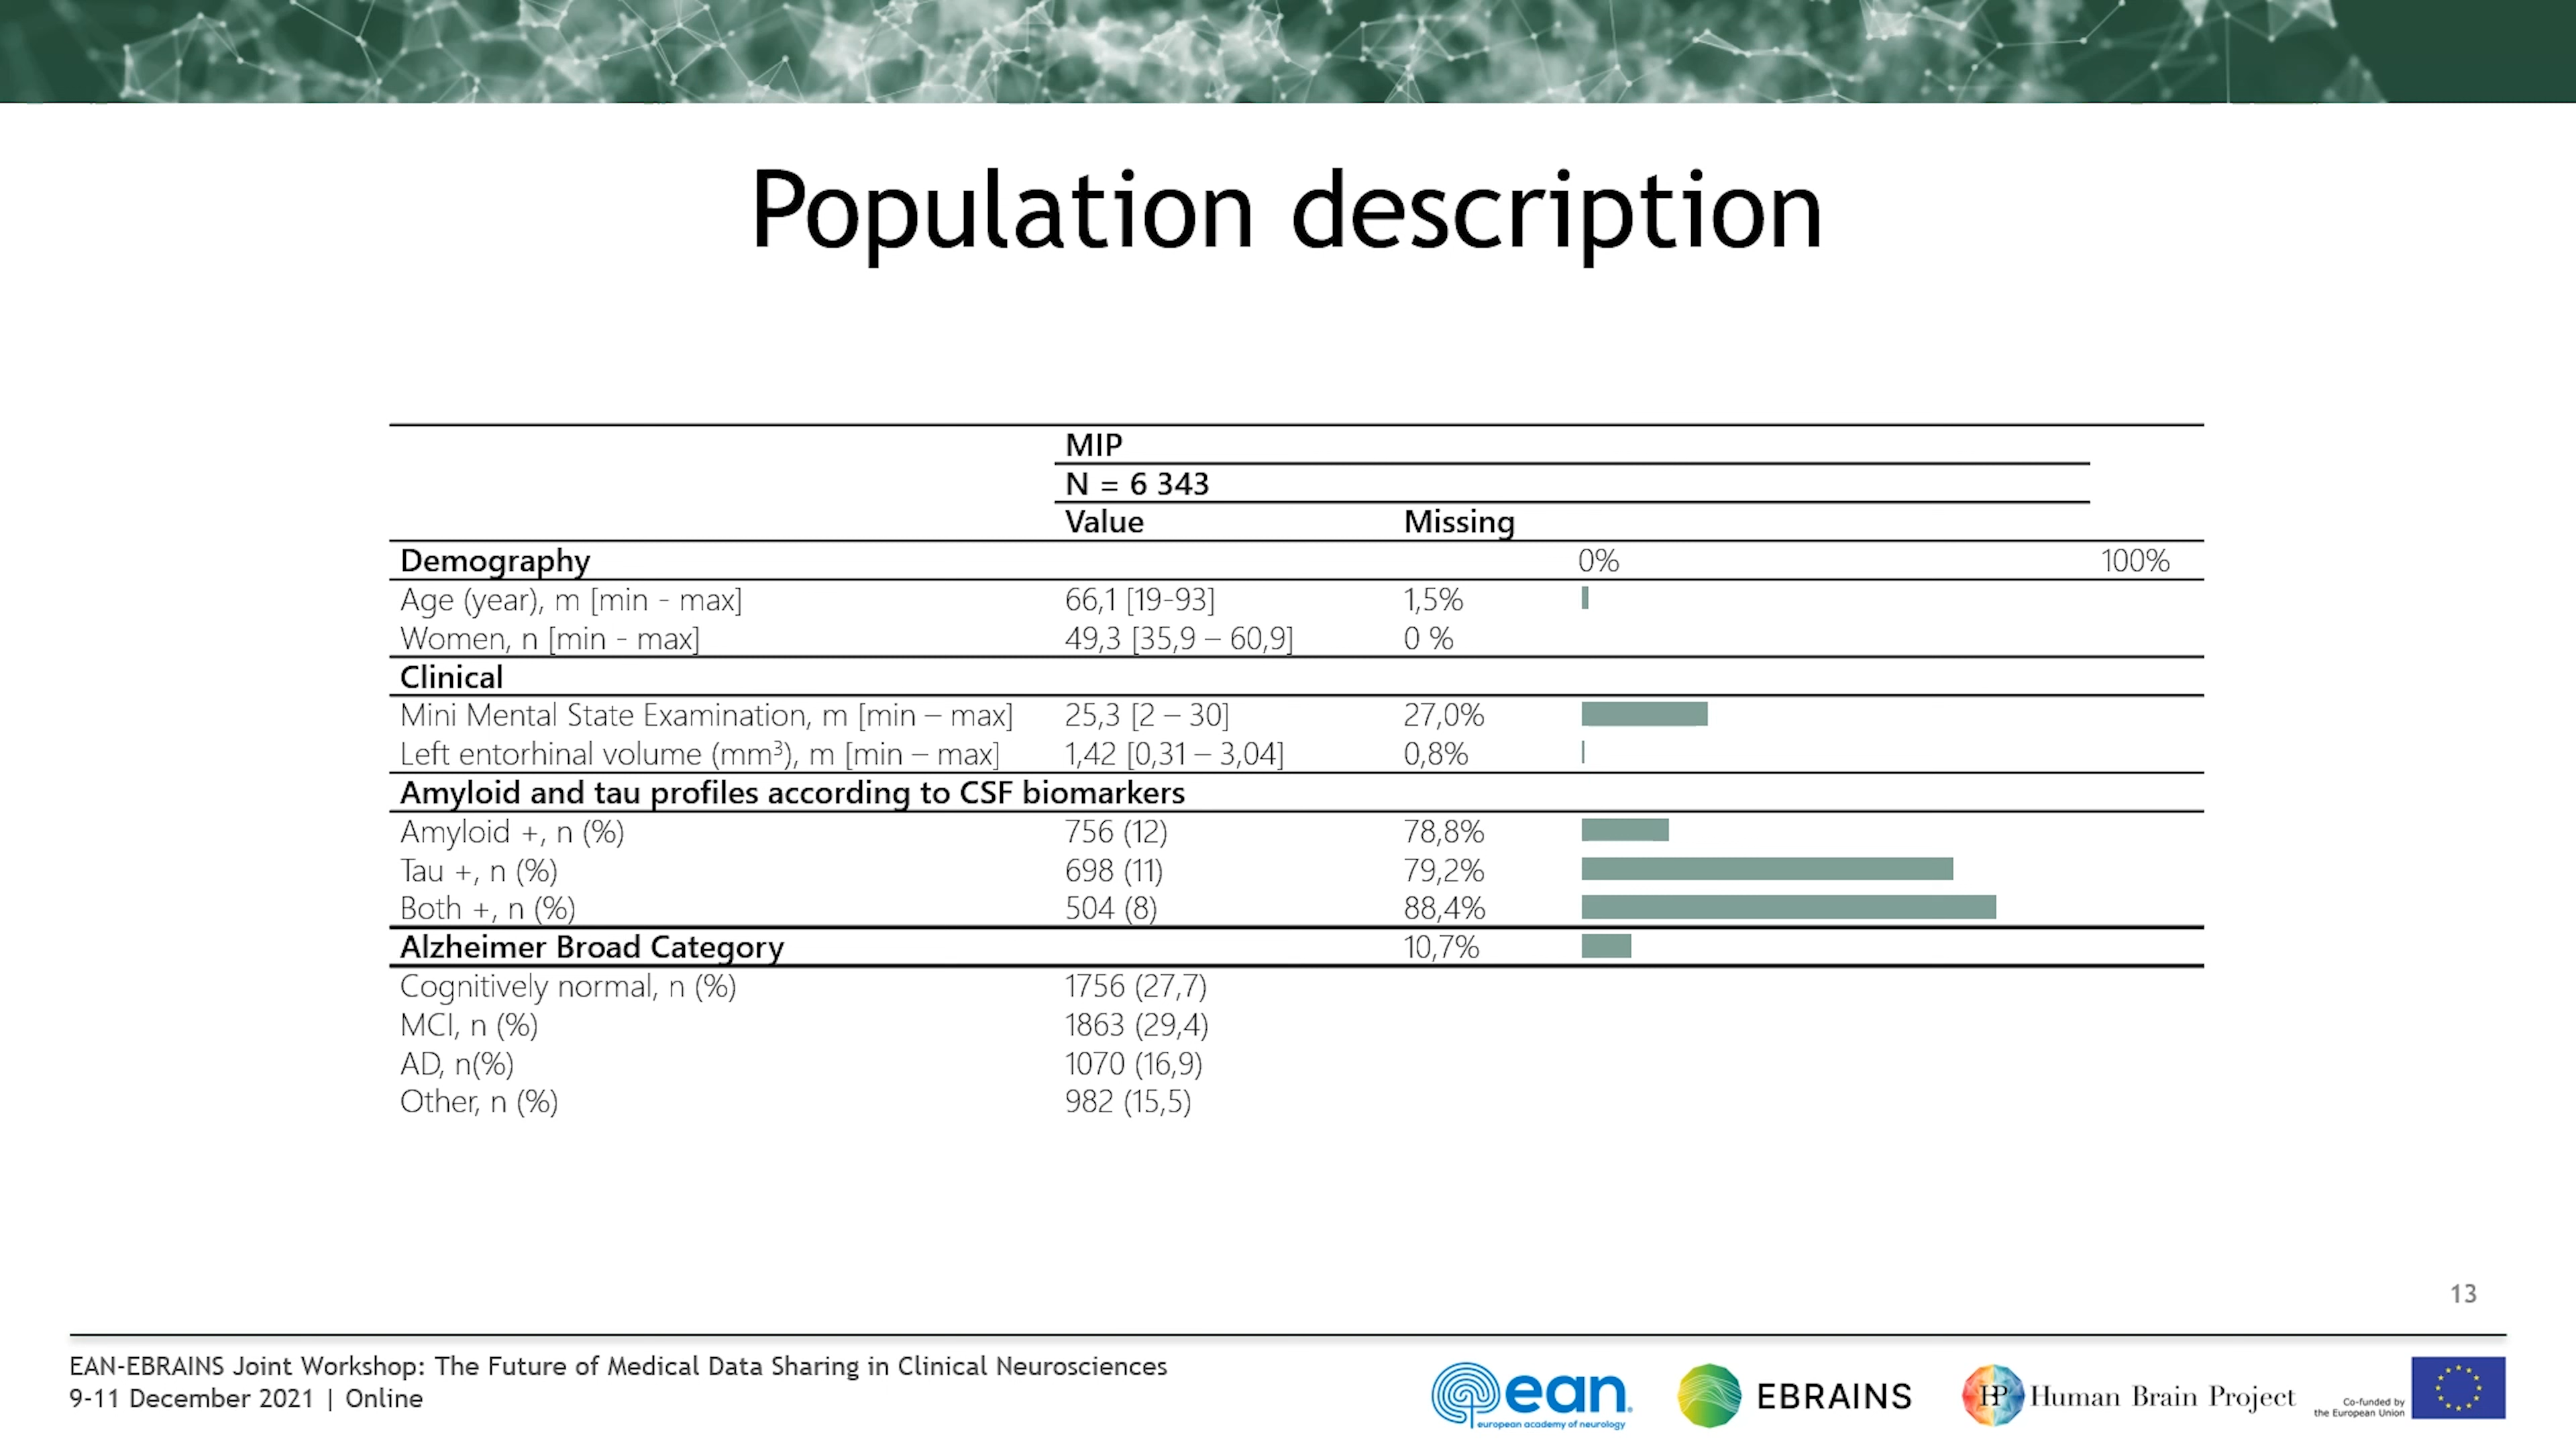 Population description
MIP
N = 6 343
Value Missing
Demography 0% 100%
Age (year), m [min - max] 66,1 [19-93] 1,5%
Women, n [min - max] 49,3 [35,9 – 60,9] 0 %
Clinical
Mini Mental State Examination, m [min – max] 25,3 [2 – 30] 27,0%
Left entorhinal volume (mm³), m [min – max] 1,42 [0,31 – 3,04] 0,8%
Amyloid and tau profiles according to CSF biomarkers
Amyloid +, n (%) 756 (12) 78,8%
Tau +, n (%) 698 (11) 79,2%
Both +, n (%) 504 (8) 88,4%
Alzheimer Broad Category 10,7%
Cognitively normal, n (%) 1756 (27,7)
MCI, n (%) 1863 (29,4)
AD, n(%) 1070 (16,9)
Other, n (%) 982 (15,5)
13
EAN-EBRAINS Joint Workshop: The Future of Medical Data Sharing in Clinical Neurosciences
9-11 December 2021 | Online
ean
european academy of neurology
EBRAINS
HP Human Brain Project
Co-funded by
the European Union